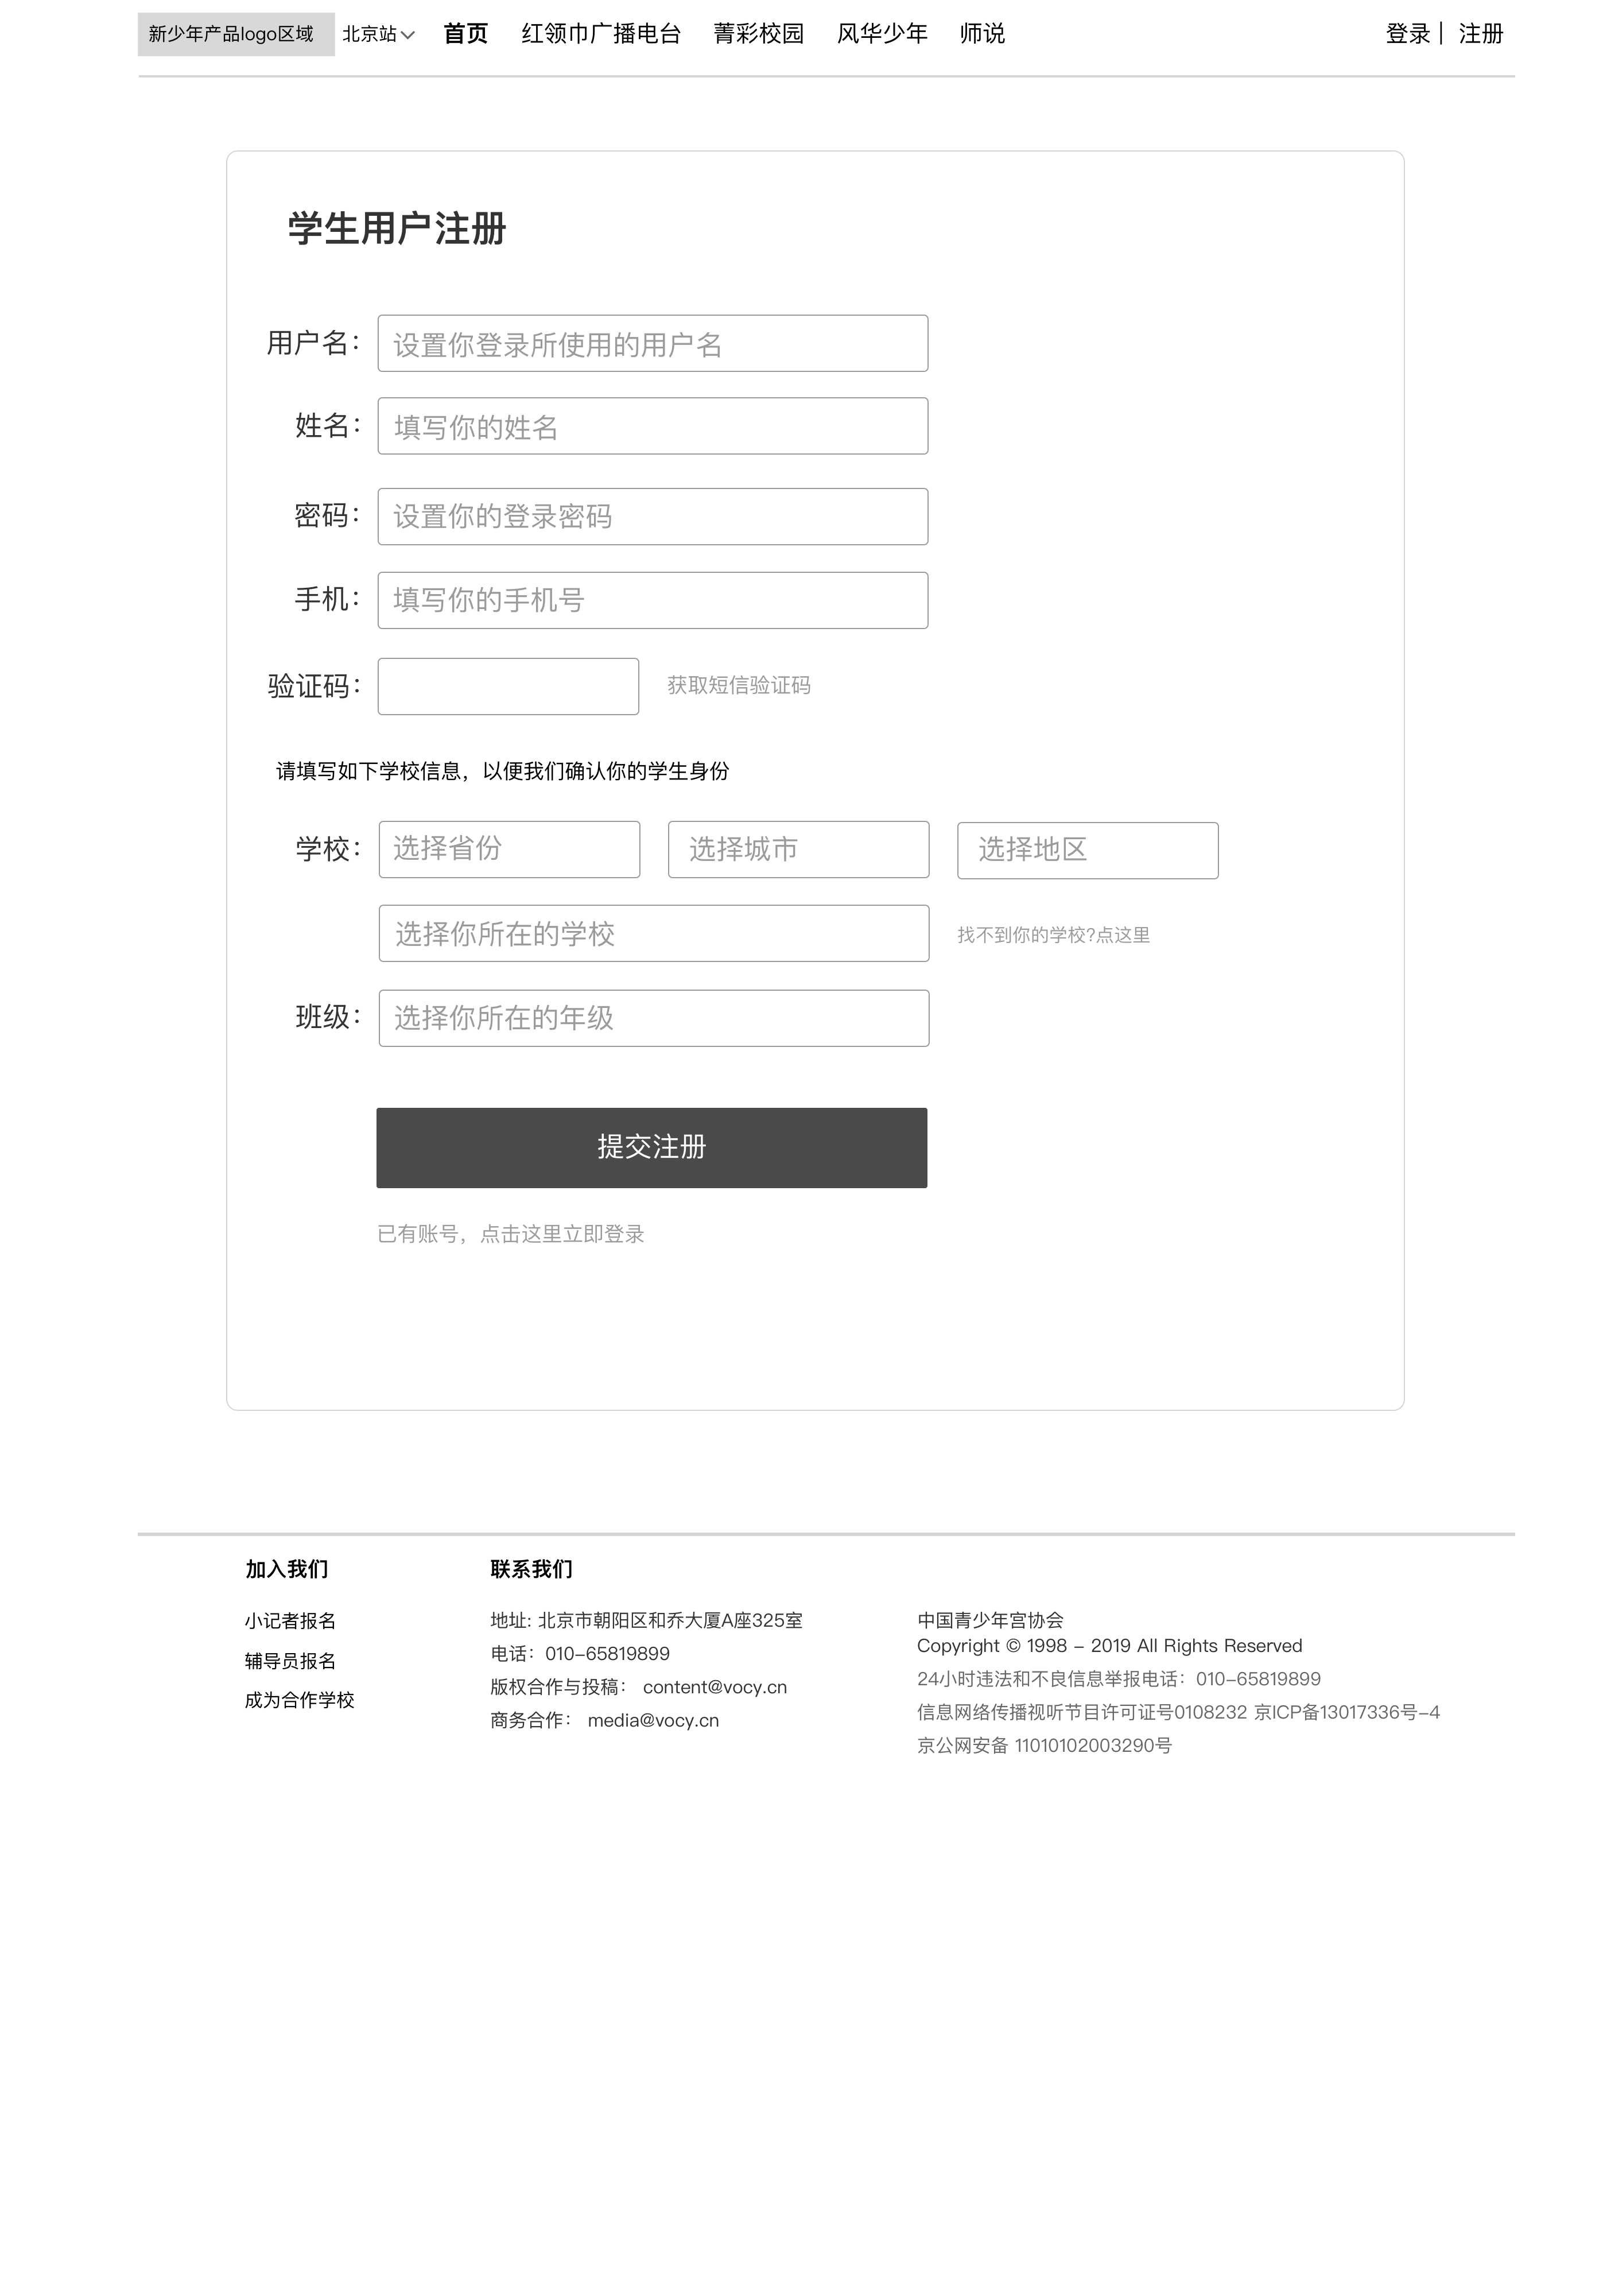 新少年产品logo区域 北京站 首页 红领巾广播电台 菁彩校园 风华少年 师说 登录 | 注册
学生用户注册
用户名： 设置你登录所使用的用户名
姓名： 填写你的姓名
密码： 设置你的登录密码
手机： 填写你的手机号
验证码： 获取短信验证码
请填写如下学校信息，以便我们确认你的学生身份
学校： 选择省份 选择城市 选择地区
选择你所在的学校 找不到你的学校?点这里
班级： 选择你所在的年级
提交注册
已有账号，点击这里立即登录
加入我们
小记者报名
辅导员报名
成为合作学校
联系我们
地址: 北京市朝阳区和乔大厦A座325室
电话：010-65819899
版权合作与投稿： content@vocy.cn
商务合作： media@vocy.cn
中国青少年宫协会
Copyright © 1998 - 2019 All Rights Reserved
24小时违法和不良信息举报电话：010-65819899
信息网络传播视听节目许可证号0108232 京ICP备13017336号-4
京公网安备 11010102003290号